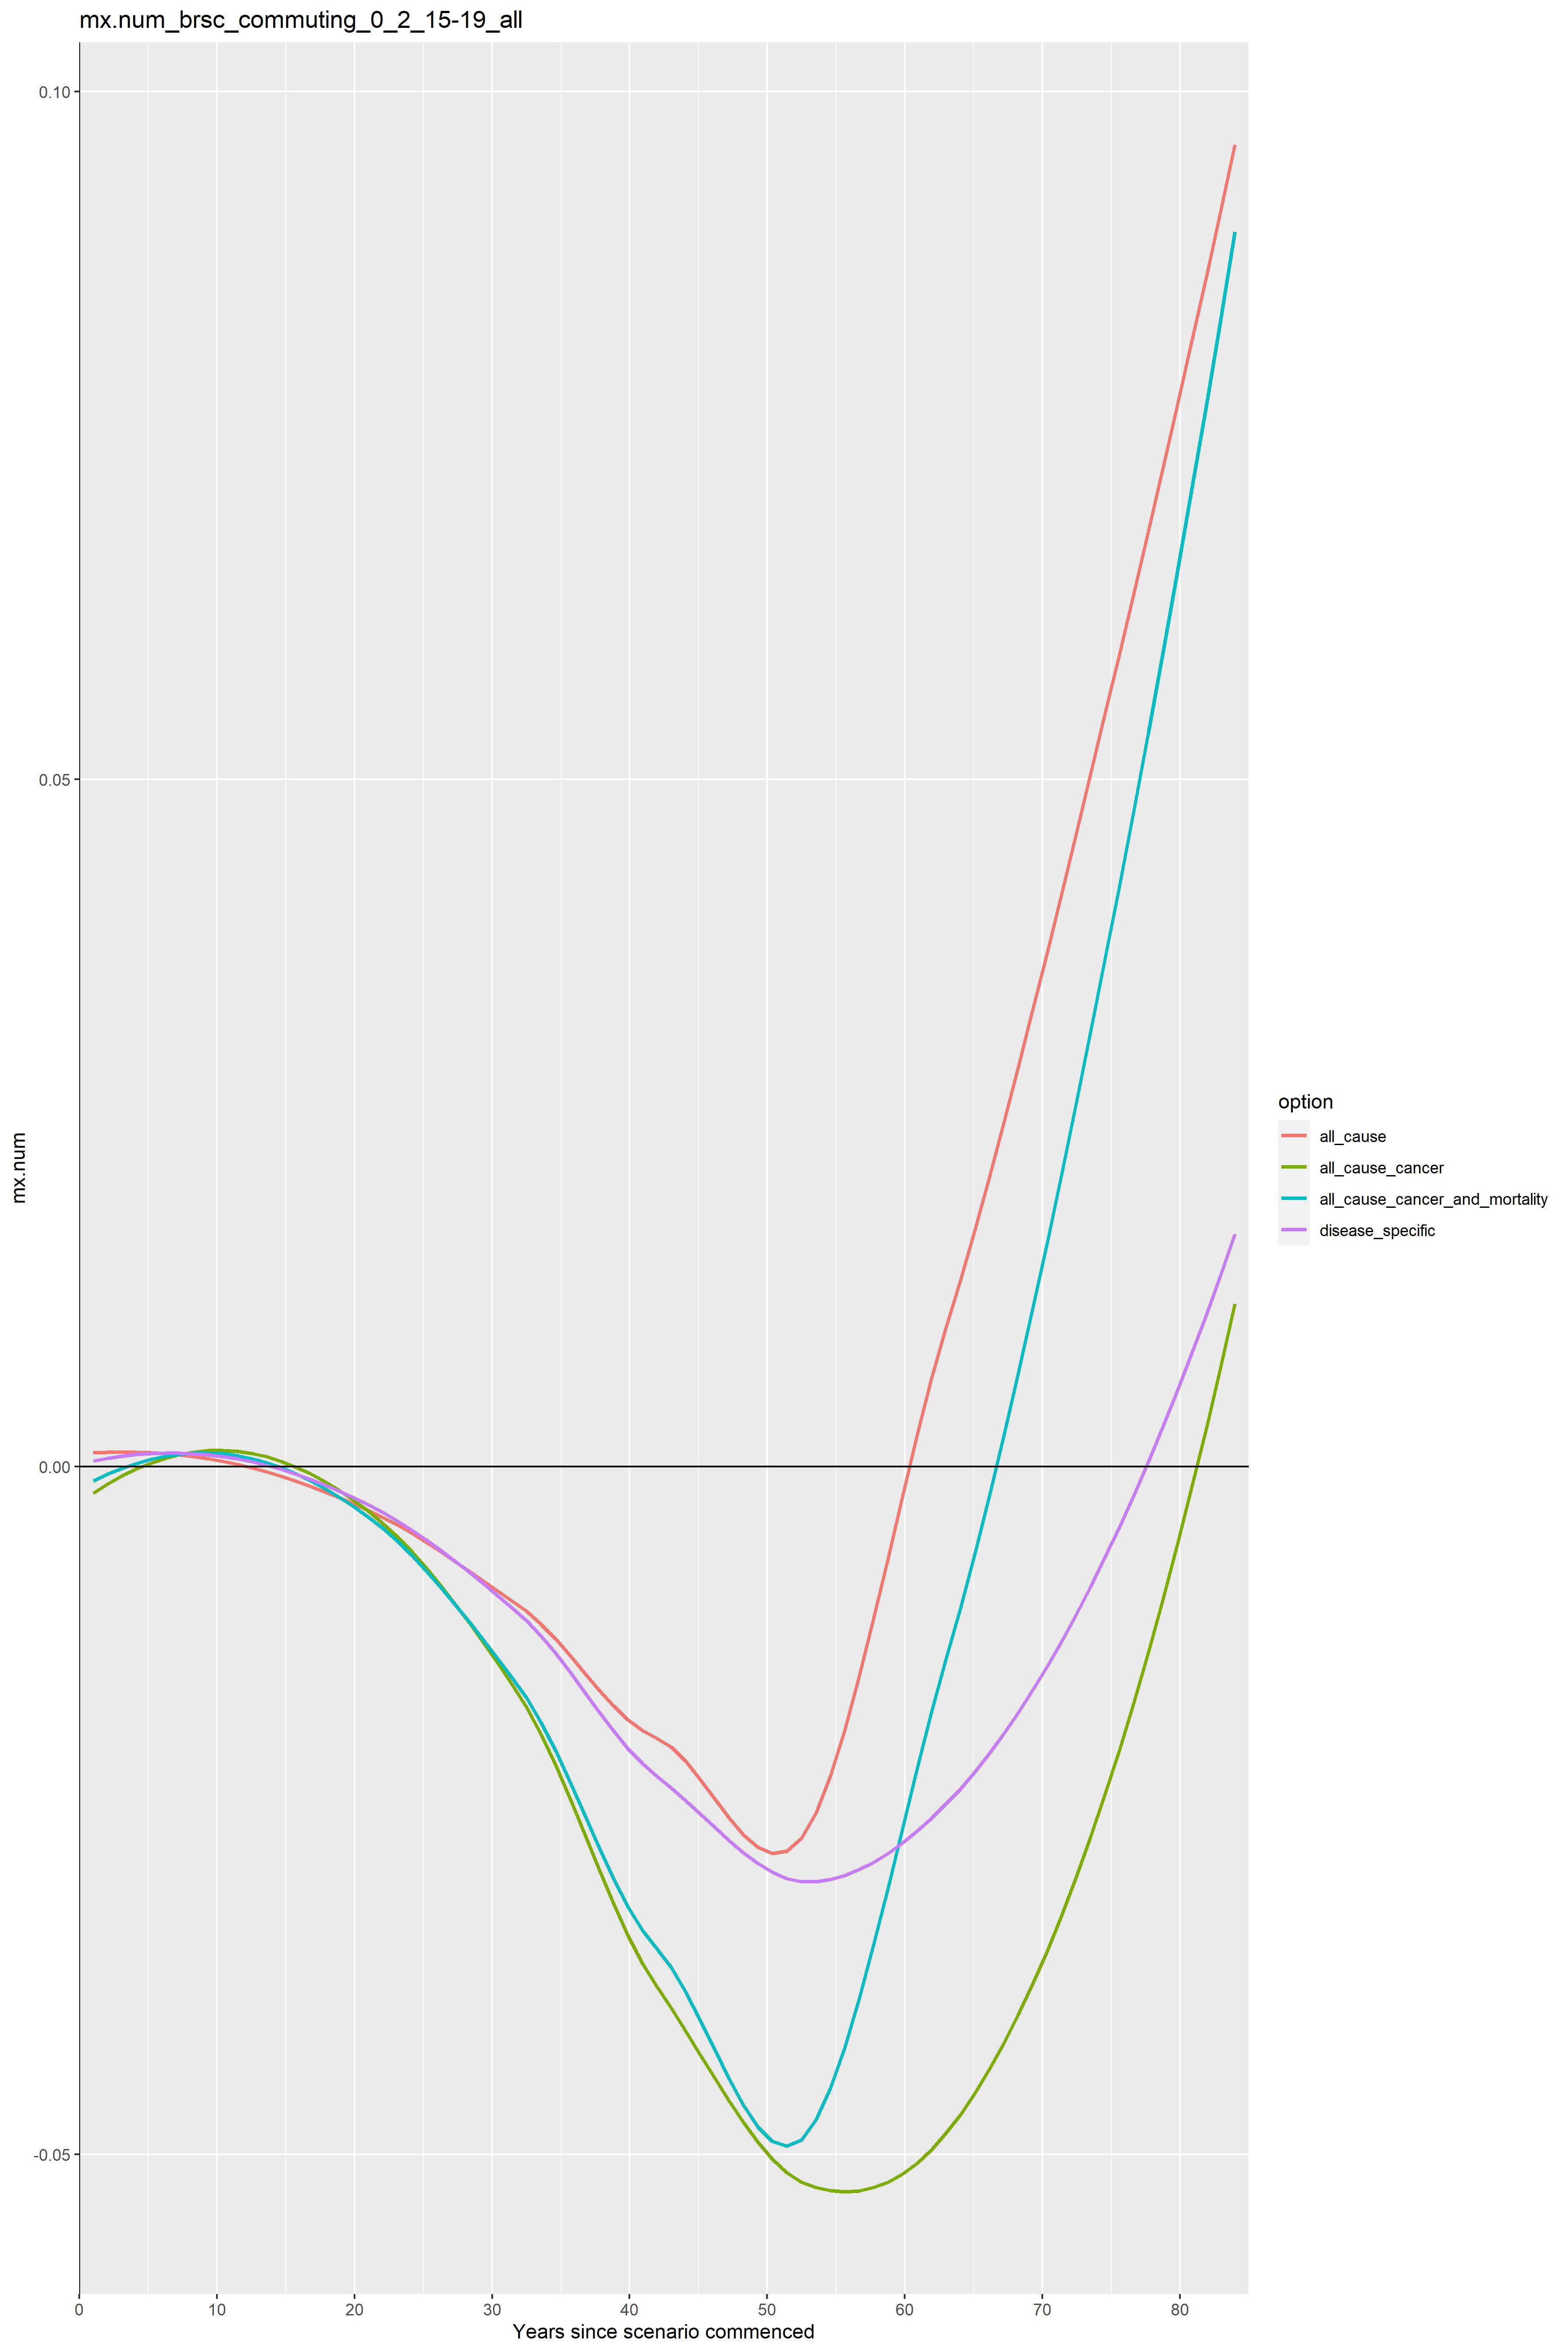 mx.num_brsc_commuting_0_2_15-19_all
0.10
0.05
0.00
-0.05
mx.num
0 10 20 30 40 50 60 70 80
Years since scenario commenced
option
all_cause
all_cause_cancer
all_cause_cancer_and_mortality
disease_specific